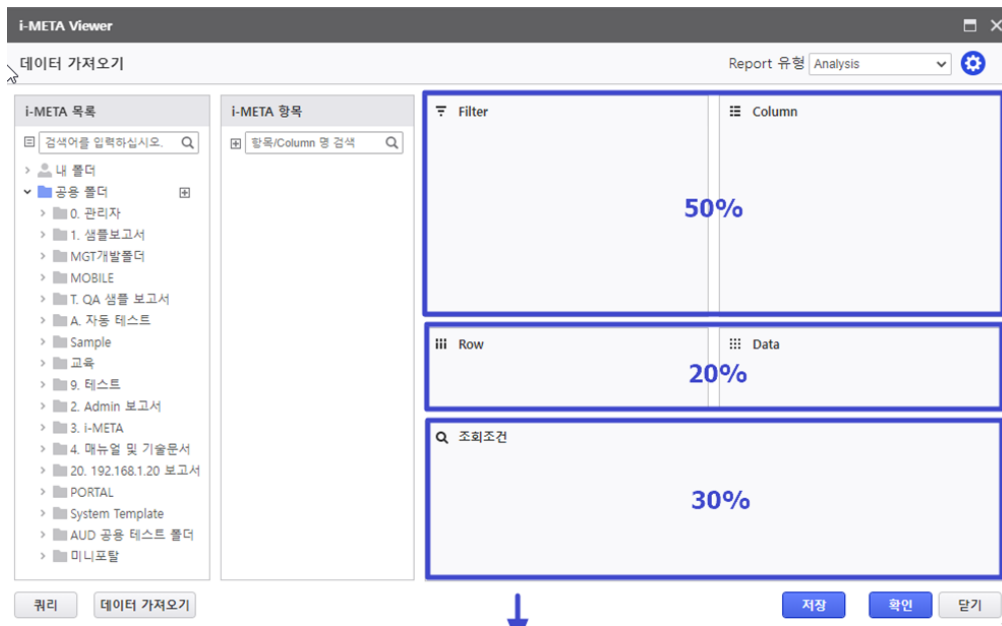 i-META Viewer
데이터 가져오기
Report 유형 Analysis
i-META 목록
검색어를 입력하십시오.
내 폴더
공용 폴더
0. 관리자
1. 샘플보고서
MGT개발폴더
MOBILE
T. QA 샘플 보고서
A. 자동 테스트
Sample
교육
9. 테스트
2. Admin 보고서
3. i-META
4. 매뉴얼 및 기술문서
20. 192.168.1.20 보고서
PORTAL
System Template
AUD 공용 테스트 폴더
미니포탈
i-META 항목
항목/Column 명 검색
Filter
Column
50%
Row
Data
20%
조회조건
30%
쿼리
데이터 가져오기
저장
확인
닫기